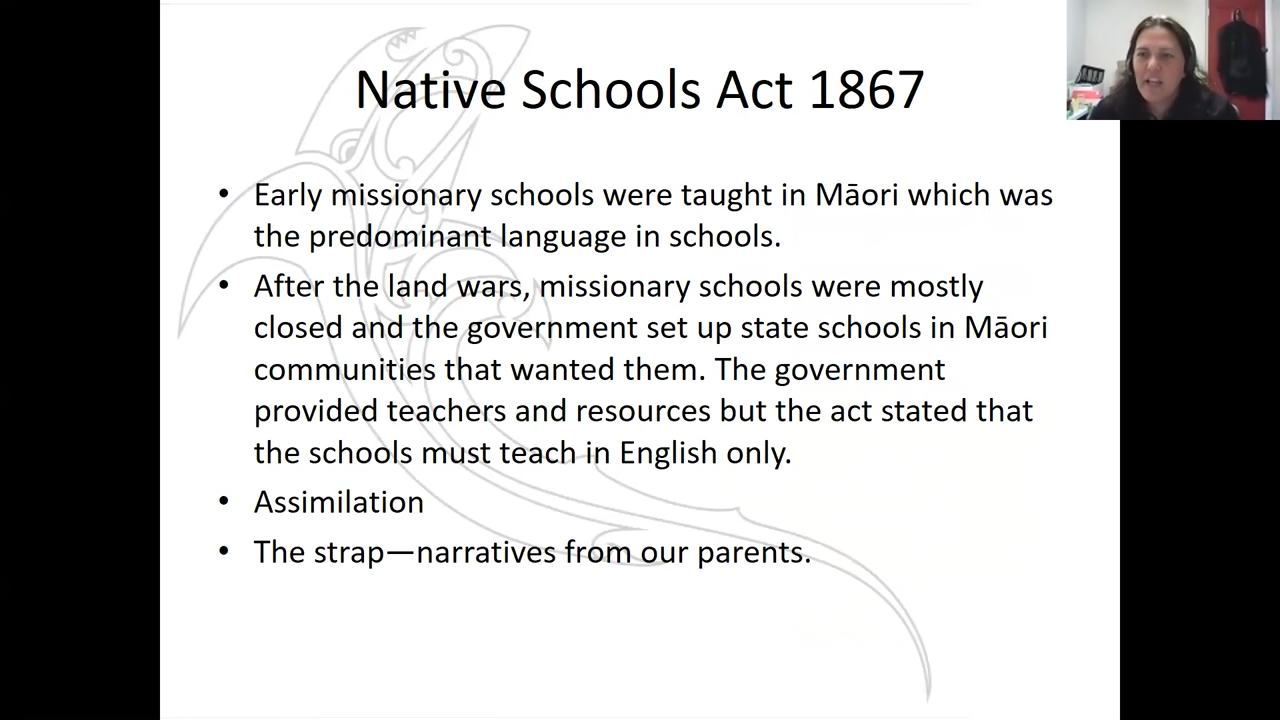 Native Schools Act 1867
• Early missionary schools were taught in Māori which was
the predominant language in schools.
• After the land wars, missionary schools were mostly
closed and the government set up state schools in Māori
communities that wanted them. The government
provided teachers and resources but the act stated that
the schools must teach in English only.
• Assimilation
• The strap—narratives from our parents.